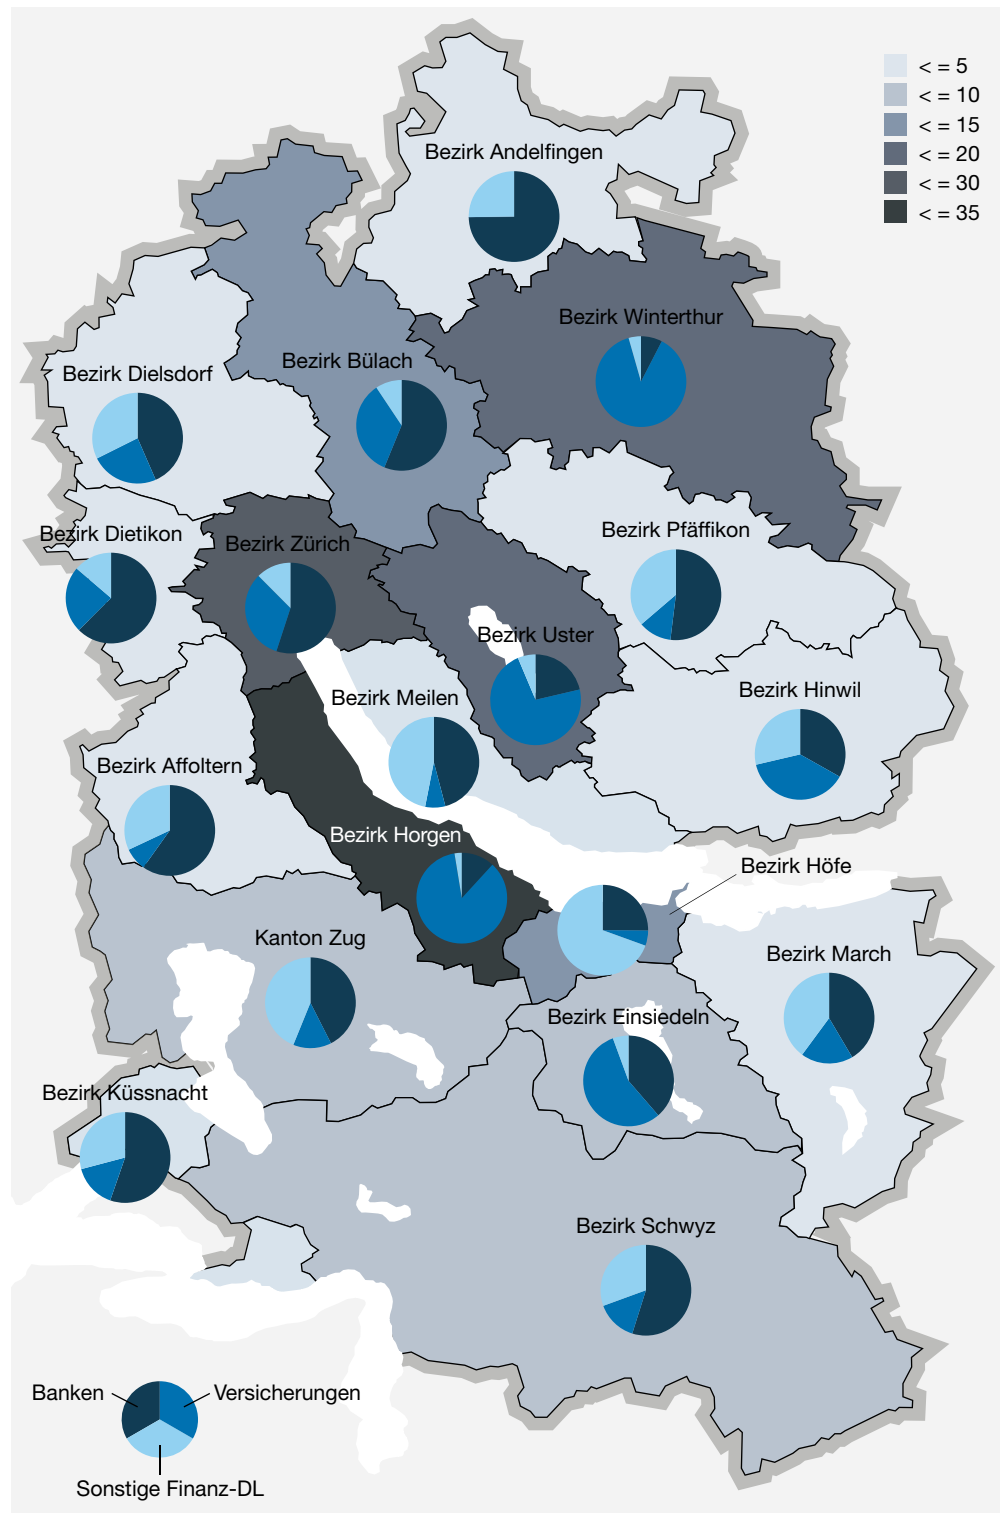 < = 5
< = 10
< = 15
< = 20
< = 30
< = 35
Bezirk Andelfingen
Bezirk Winterthur
Bezirk Bülach
Bezirk Dielsdorf
Bezirk Pfäffikon
Bezirk Dietikon
Bezirk Zürich
Bezirk Uster
Bezirk Hinwil
Bezirk Meilen
Bezirk Affoltern
Bezirk Horgen
Bezirk Höfe
Kanton Zug
Bezirk March
Bezirk Einsiedeln
Bezirk Küssnacht
Bezirk Schwyz
Banken
Versicherungen
Sonstige Finanz-DL